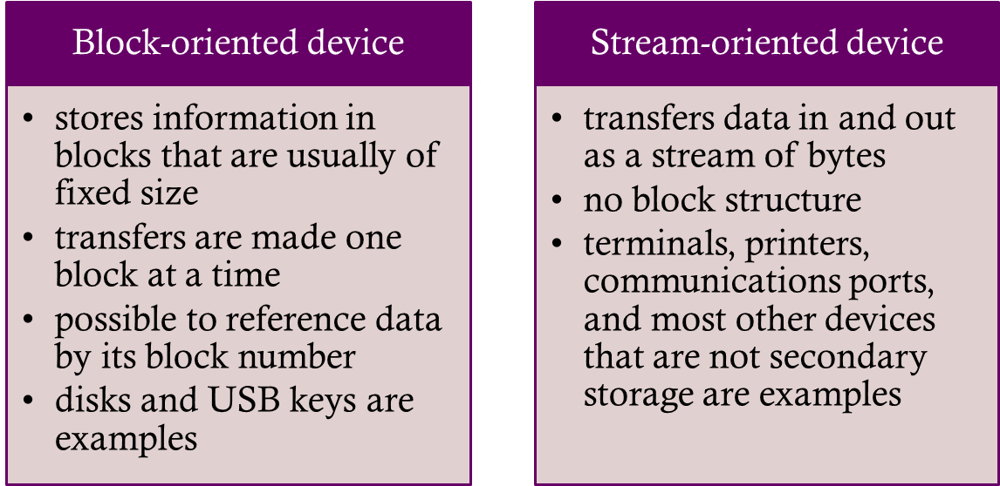 Block-oriented device
• stores information in
blocks that are usually of
fixed size
• transfers are made one
block at a time
• possible to reference data
by its block number
• disks and USB keys are
examples
Stream-oriented device
• transfers data in and out
as a stream of bytes
• no block structure
• terminals, printers,
communications ports,
and most other devices
that are not secondary
storage are examples